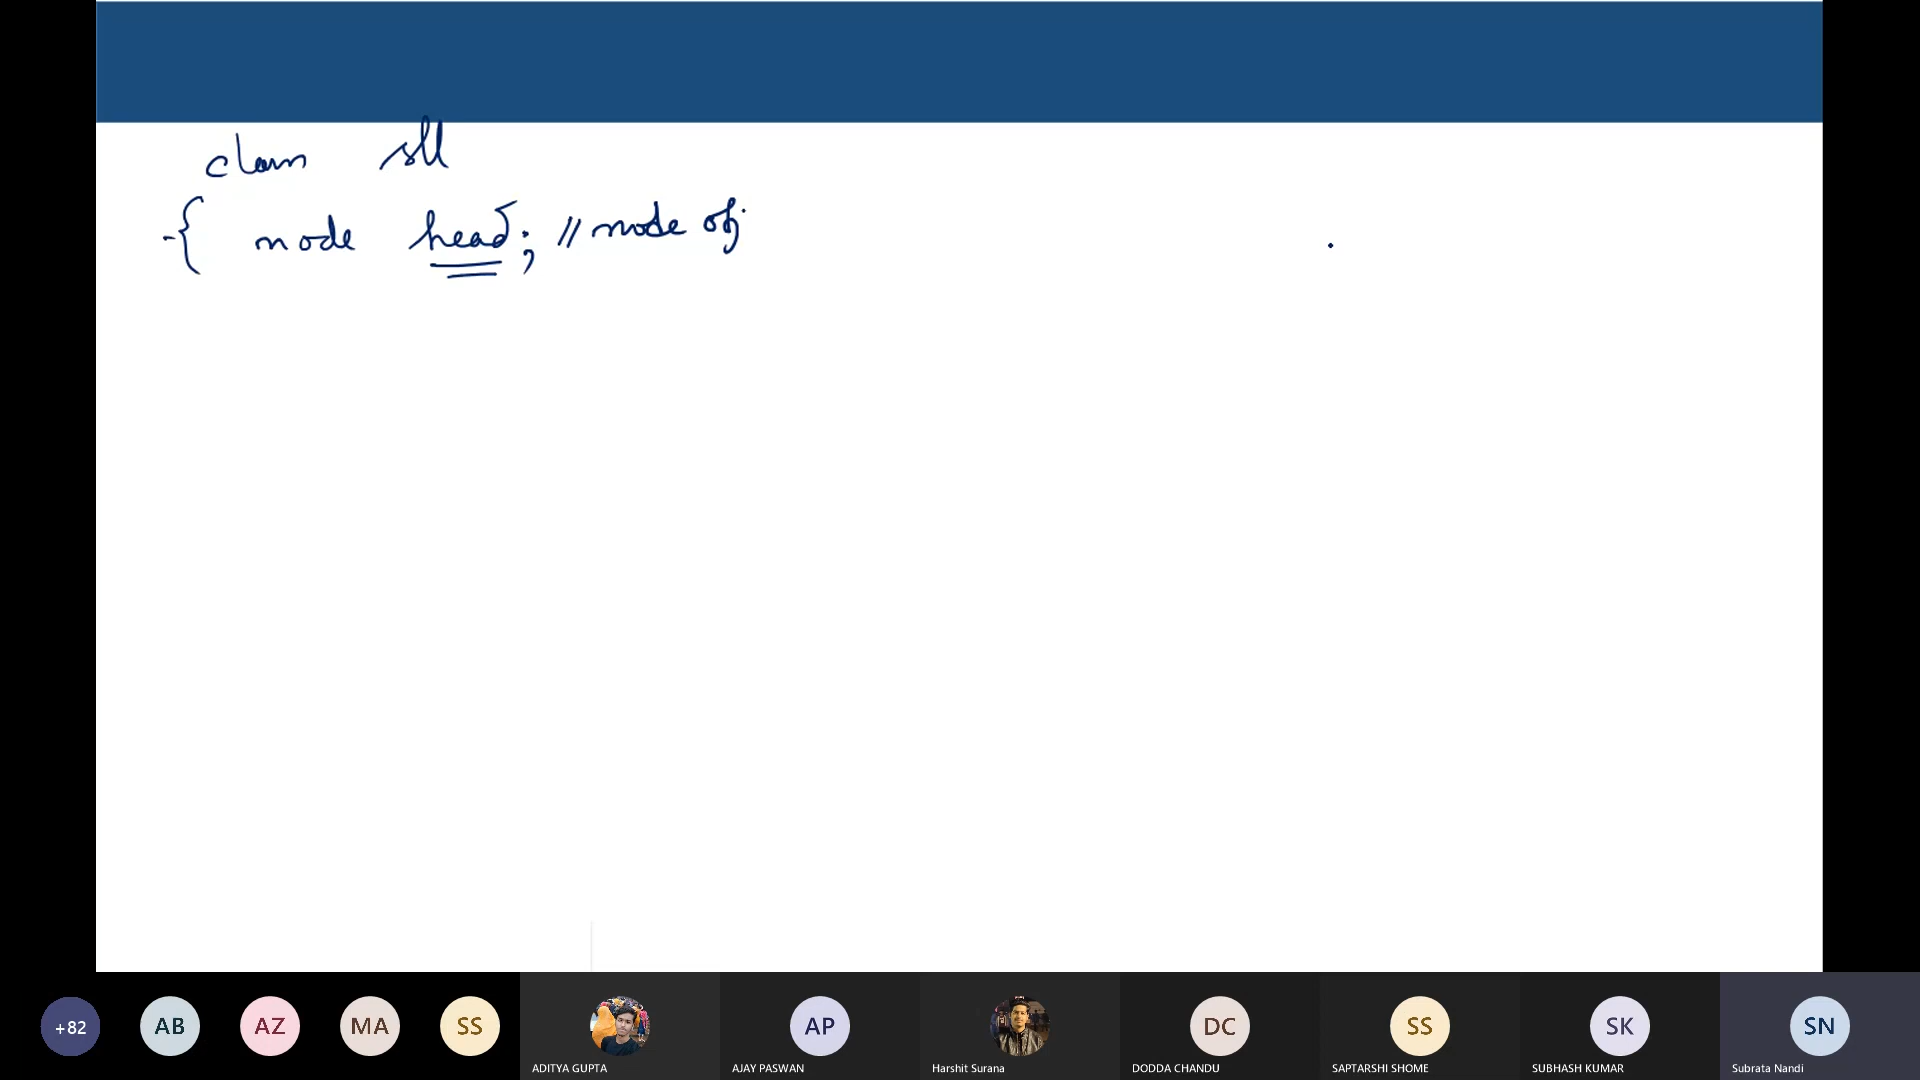 class sll
{ node head; // node obj
+82 AB AZ MA SS AP DC SS SK SN
ADITYA GUPTA AJAY PASWAN Harshit Surana DODDA CHANDU SAPTARSHI SHOME SUBHASH KUMAR Subrata Nandi